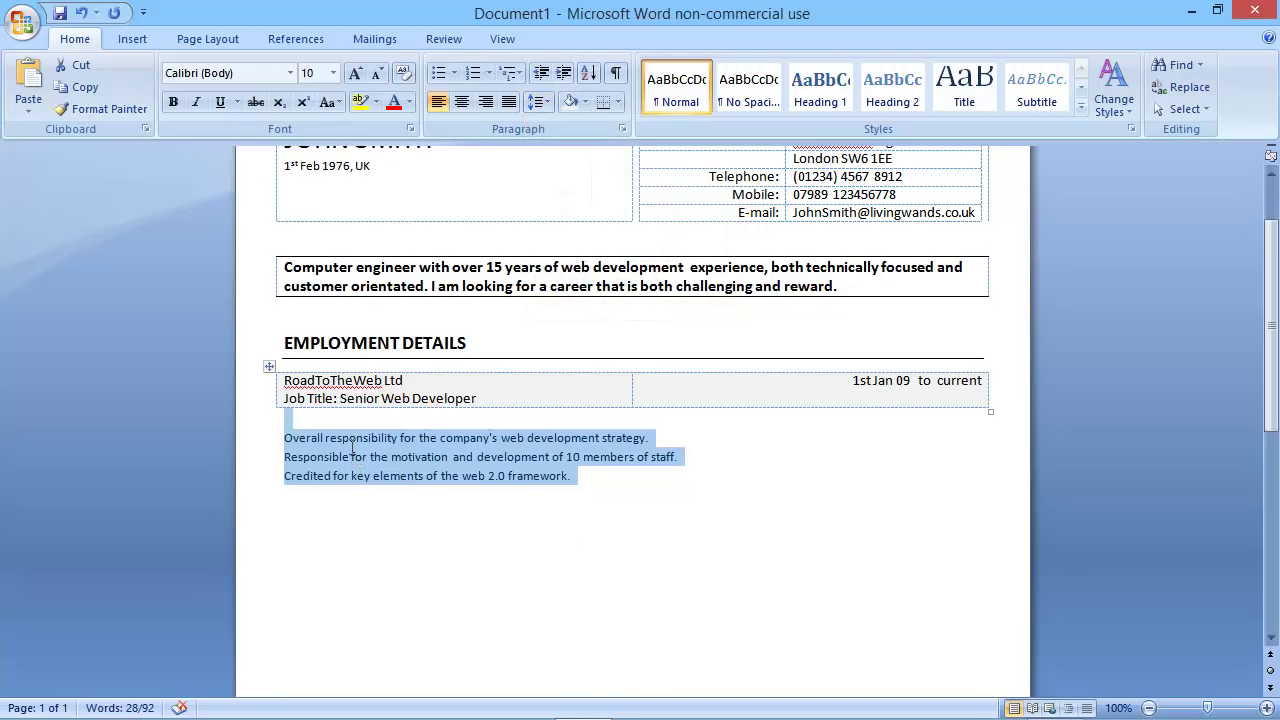 Document1 - Microsoft Word non-commercial use
Home Insert Page Layout References Mailings Review View
Paste
Cut
Copy
Format Painter
Clipboard
Calibri (Body) 10
Font
Paragraph
AaBbCcDc AaBbCcDc AaBbC AaBbCc AaB AaBbCc.
¶ Normal ¶ No Spaci... Heading 1 Heading 2 Title Subtitle
Change Styles
Styles
Find
Replace
Select
Editing
1st Feb 1976, UK
London SW6 1EE
Telephone: (01234) 4567 8912
Mobile: 07989 123456778
E-mail: JohnSmith@livingwands.co.uk
Computer engineer with over 15 years of web development experience, both technically focused and
customer orientated. I am looking for a career that is both challenging and reward.
EMPLOYMENT DETAILS
RoadToTheWeb Ltd 1st Jan 09 to current
Job Title: Senior Web Developer
Overall responsibility for the company's web development strategy.
Responsible for the motivation and development of 10 members of staff.
Credited for key elements of the web 2.0 framework.
Page: 1 of 1 Words: 28/92 100%